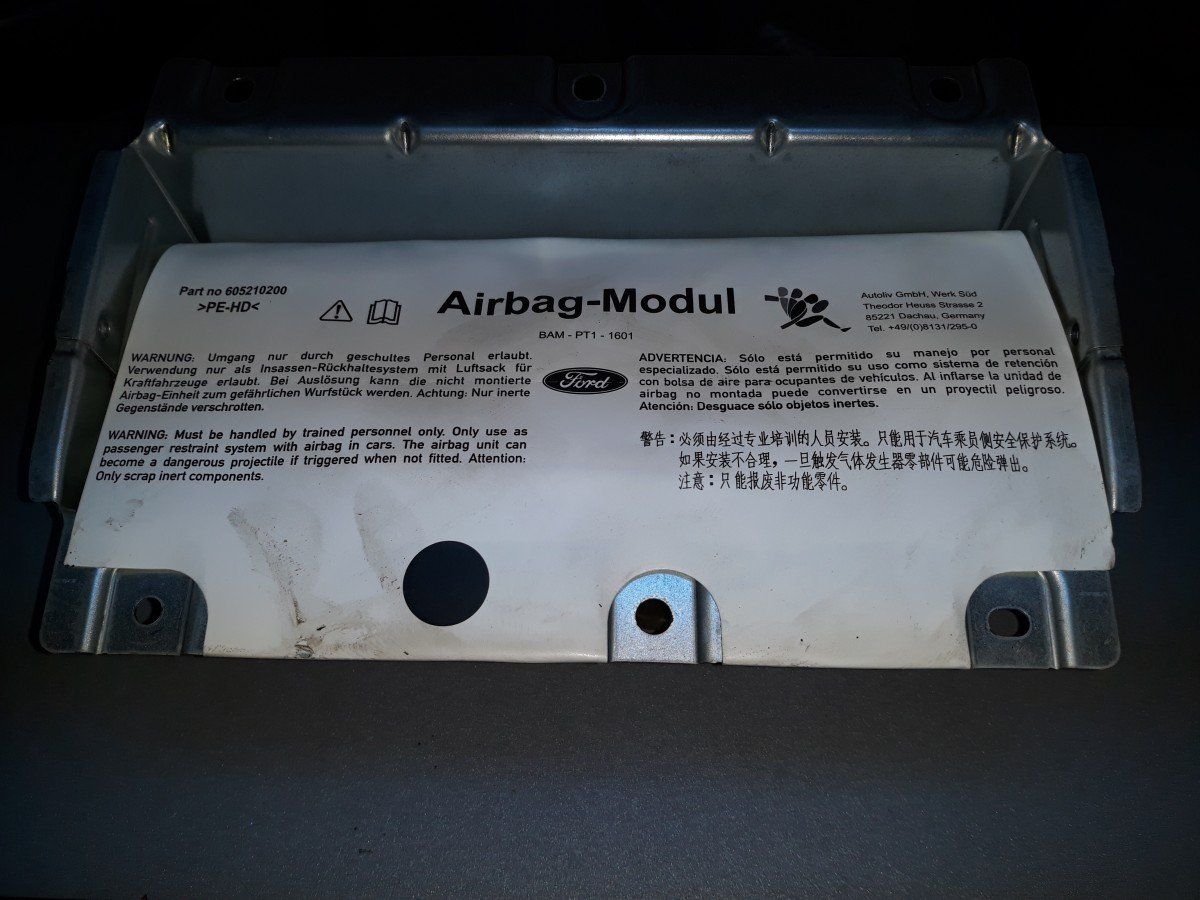 Part no 605210200
>PE-HD<
Airbag-Modul
BAM - PT1 - 1601
Autoliv GmbH, Werk Süd
Theodor Heuss Strasse 2
85221 Dachau, Germany
Tel. +49/(0)8131/295-0
WARNUNG: Umgang nur durch geschultes Personal erlaubt.
Verwendung nur als Insassen-Rückhaltesystem mit Luftsack für
Kraftfahrzeuge erlaubt. Bei Auslösung kann die nicht montierte
Airbag-Einheit zum gefährlichen Wurfstück werden. Achtung: Nur inerte
Gegenstände verschrotten.
Ford
ADVERTENCIA: Sólo está permitido su manejo por personal
especializado. Sólo está permitido su uso como sistema de retención
con bolsa de aire para ocupantes de vehículos. Al inflarse la unidad de
airbag no montada puede convertirse en un proyectil peligroso.
Atención: Desguace sólo objetos inertes.
WARNING: Must be handled by trained personnel only. Only use as
passenger restraint system with airbag in cars. The airbag unit can
become a dangerous projectile if triggered when not fitted. Attention:
Only scrap inert components.
警告：必须由经过专业培训的人员安装。只能用于汽车乘员侧安全保护系统。
如果安装不合理，一旦触发气体发生器零部件可能危险弹出。
注意：只能报废非功能零件。